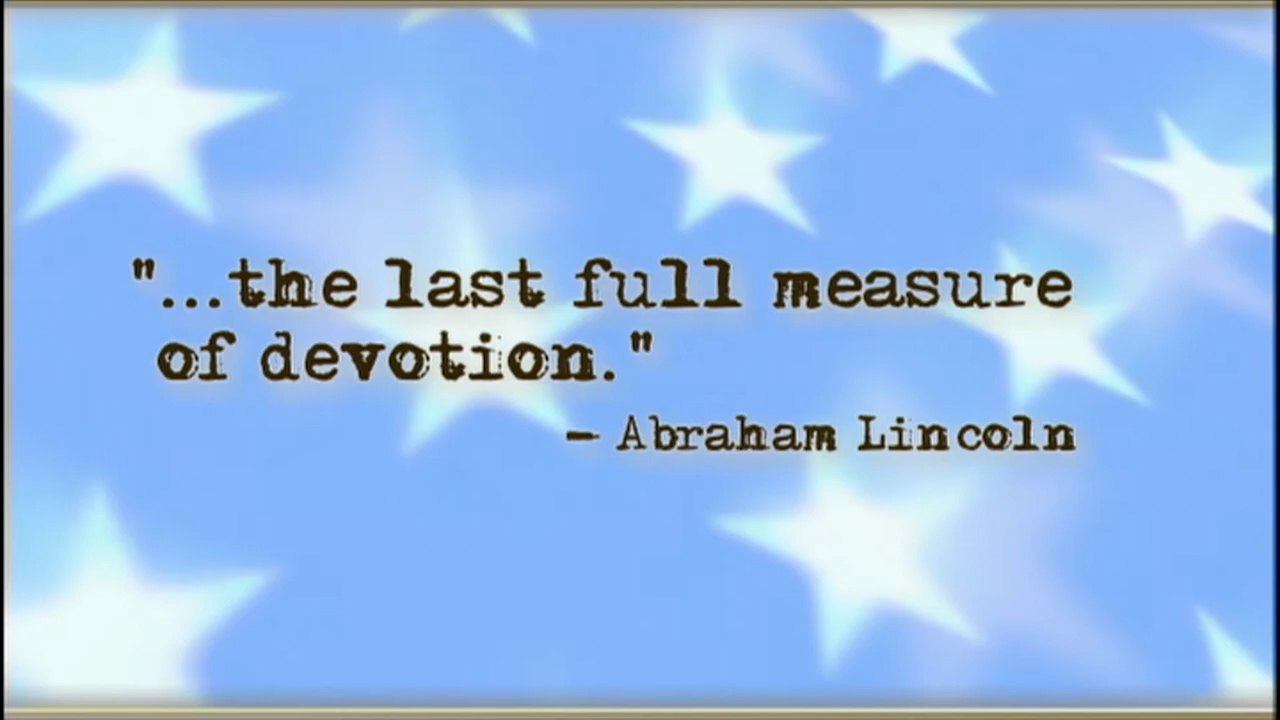 "...the last full measure
of devotion."
– Abraham Lincoln